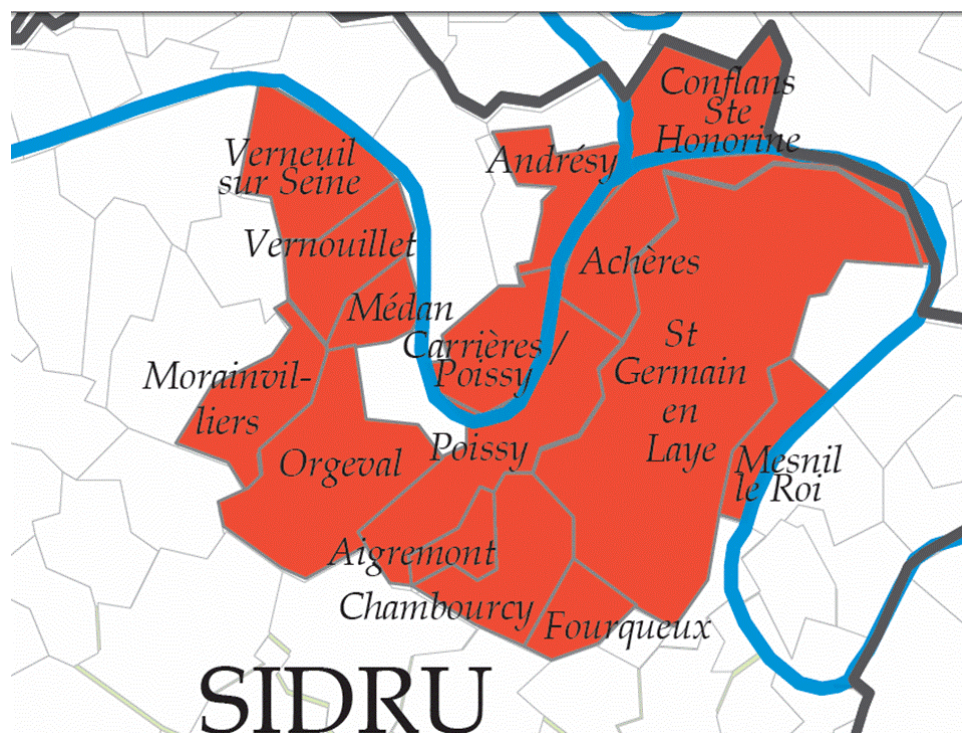 Conflans
Ste
Honorine
Verneuil
sur Seine
Andrésy
Vernouillet
Achères
Médan
Carrières /
Poissy
St
Germain
en
Laye
Morainvil-
liers
Orgeval
Poissy
Mesnil
le Roi
Aigremont
Chambourcy
Fourqueux
SIDRU